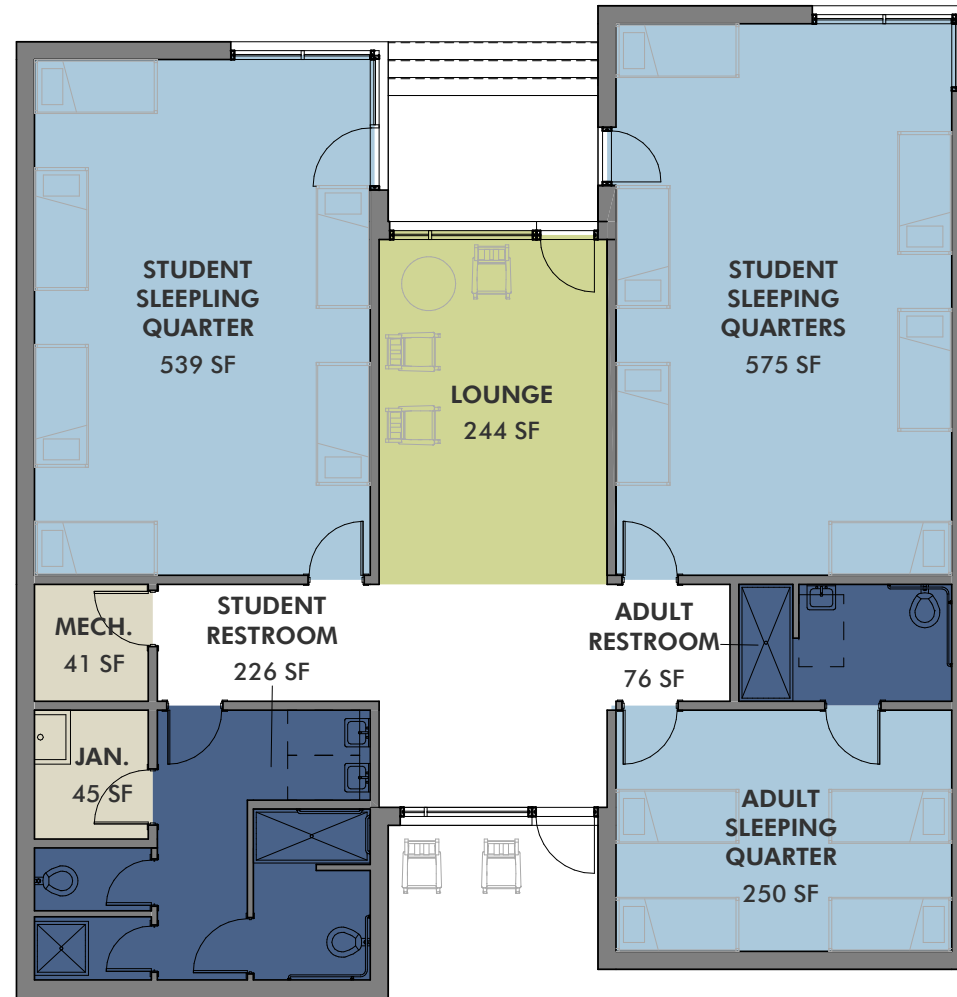 STUDENT
SLEEPLING
QUARTER
539 SF
STUDENT
SLEEPING
QUARTERS
575 SF
LOUNGE
244 SF
MECH.
41 SF
STUDENT
RESTROOM
226 SF
ADULT
RESTROOM
76 SF
JAN.
45 SF
ADULT
SLEEPING
QUARTER
250 SF